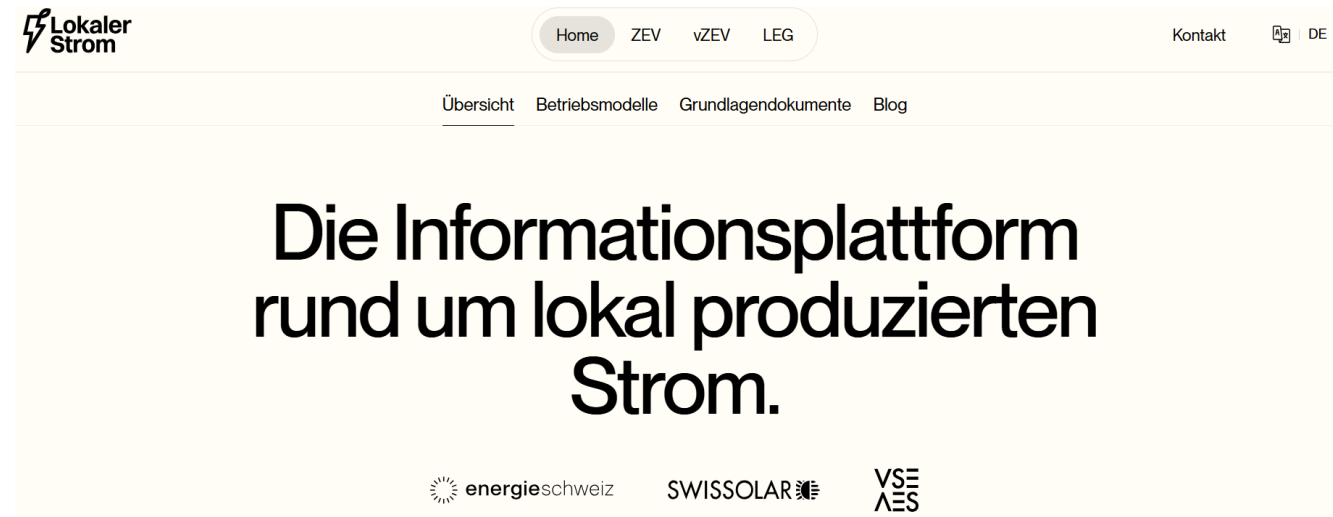 Lokaler
Strom
Home ZEV vZEV LEG
Kontakt
DE
Übersicht Betriebsmodelle Grundlagendokumente Blog
Die Informationsplattform
rund um lokal produzierten
Strom.
energieschweiz SWISSOLAR VSE
AES